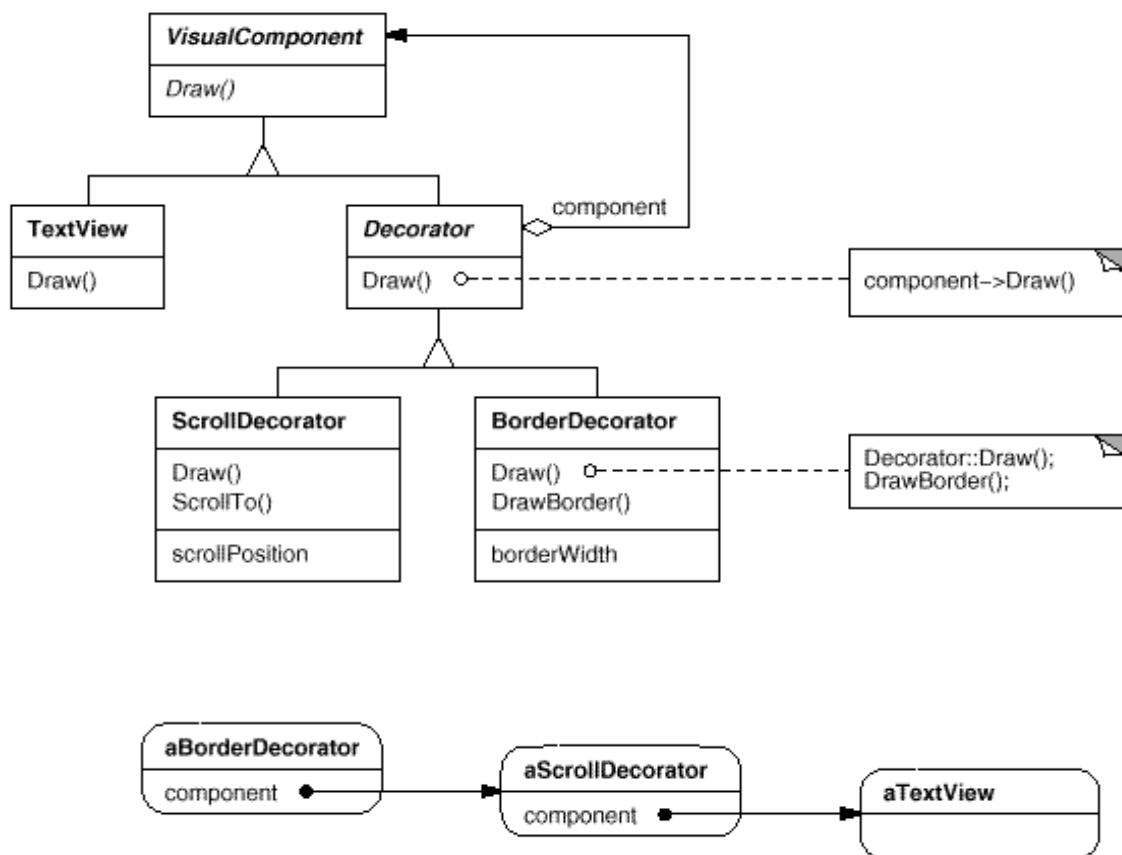 VisualComponent
Draw()
TextView
Draw()
Decorator
Draw()
component
component->Draw()
ScrollDecorator
Draw()
ScrollTo()
scrollPosition
BorderDecorator
Draw()
DrawBorder()
borderWidth
Decorator::Draw();
DrawBorder();
aBorderDecorator
component
aScrollDecorator
component
aTextView